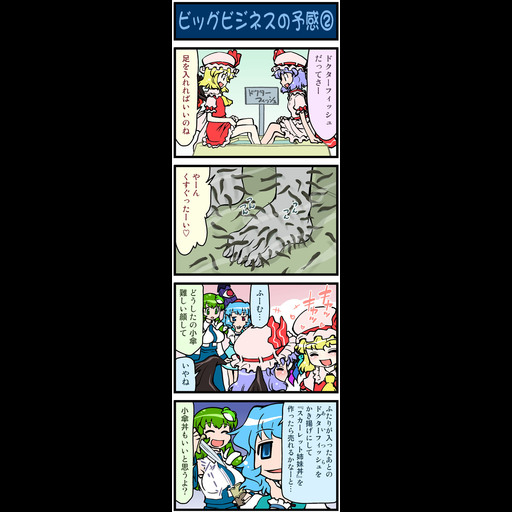 ビッグビジネスの予感②
ドクターフィッシュ
だってさー
ドクター
フィッシュ
足を入れればいいのね
やーん
くすぐったーい♡
キャッ
キャッ
ふーむ…
どうしたの小傘
難しい顔して
いやね
ふたりが入ったあとの
ドクターフィッシュを
かき揚げにして
『スカーレット姉妹丼』を
作ったら売れるかなーと…
小傘丼もいいと思うよ?